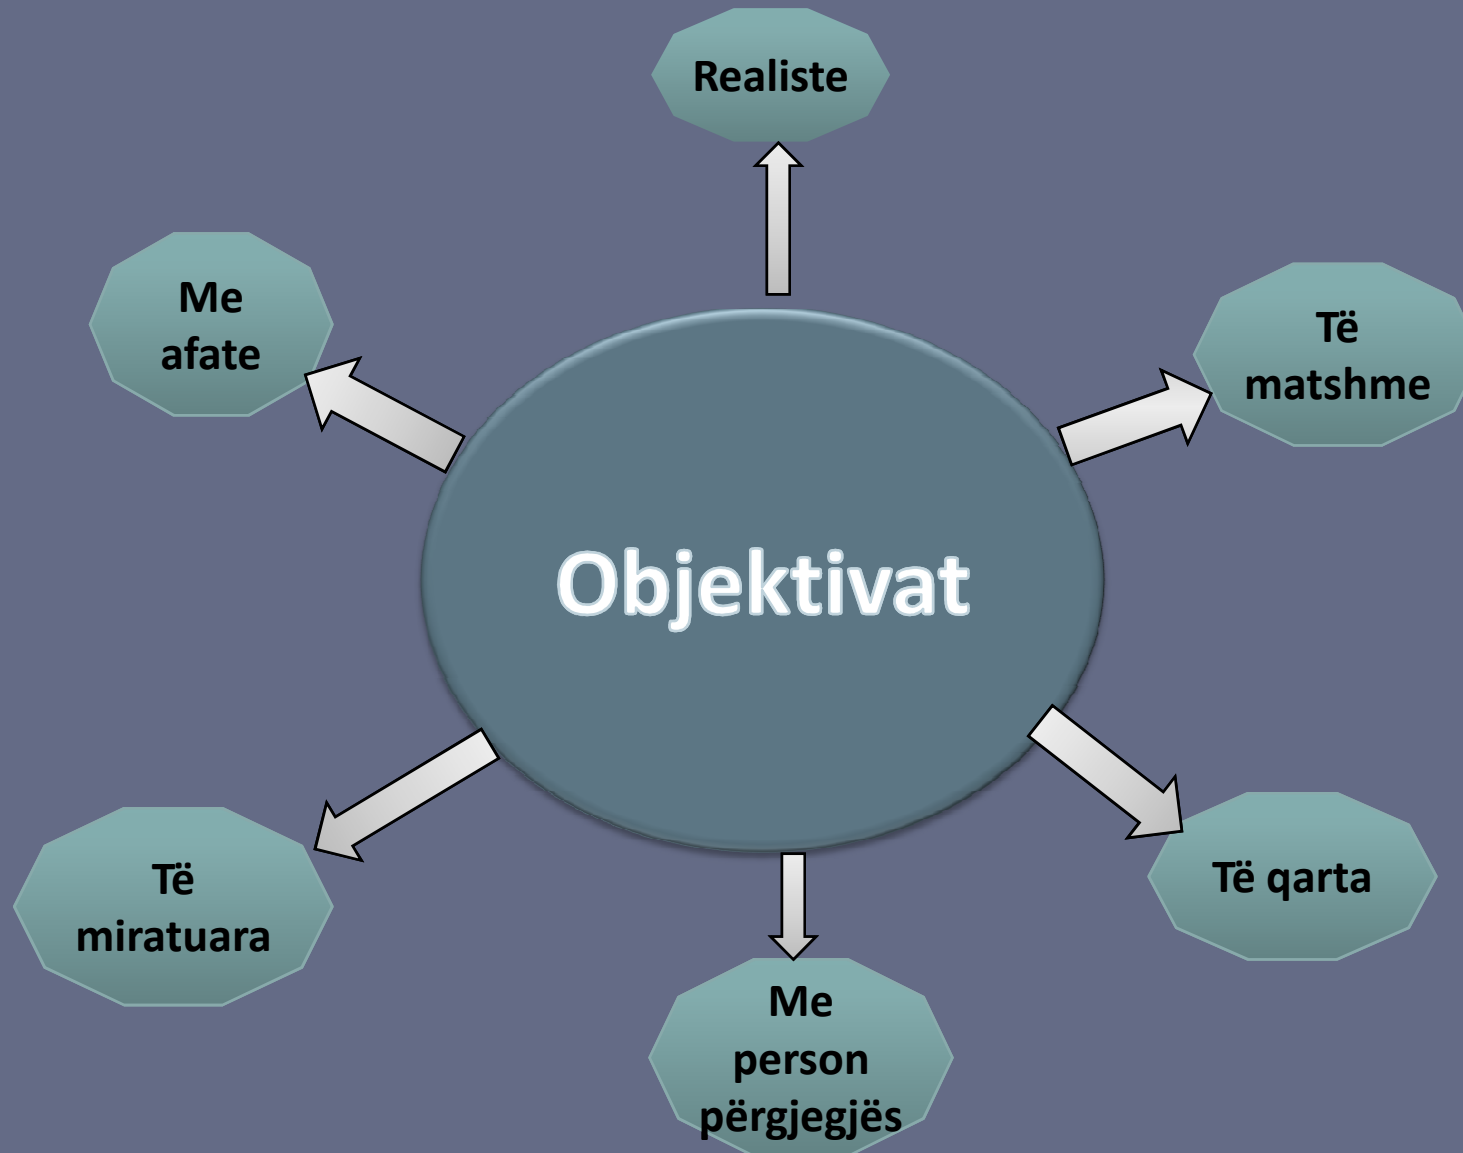 Realiste
Me
afate
Të
matshme
Objektivat
Të
miratuara
Të qarta
Me
person
përgjegjës